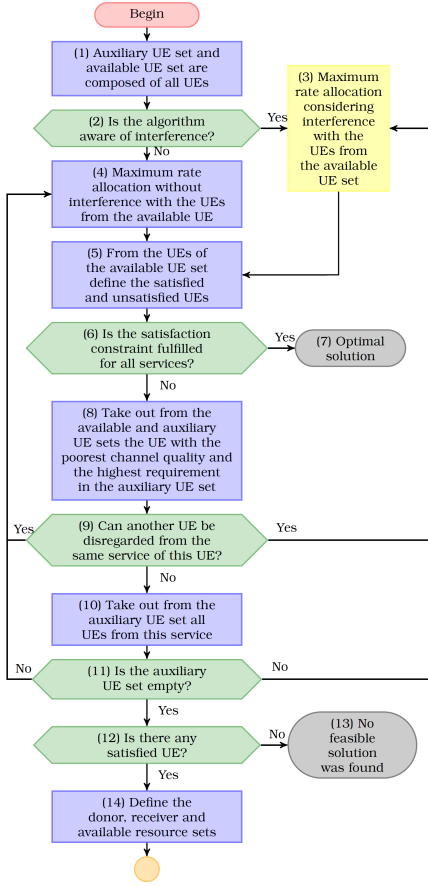 Begin
(1) Auxiliary UE set and
available UE set are
composed of all UEs
(2) Is the algorithm
aware of interference?
Yes
No
(3) Maximum
rate allocation
considering
interference
with the
UEs from
the available
UE set
(4) Maximum rate
allocation without
interference with the UEs
from the available UE
(5) From the UEs of
the available UE set
define the satisfied
and unsatisfied UEs
(6) Is the satisfaction
constraint fulfilled
for all services?
Yes
No
(7) Optimal
solution
(8) Take out from the
available and auxiliary
UE sets the UE with the
poorest channel quality and
the highest requirement
in the auxiliary UE set
Yes
(9) Can another UE be
disregarded from the
same service of this UE?
Yes
No
(10) Take out from the
auxiliary UE set all
UEs from this service
No
(11) Is the auxiliary
UE set empty?
No
Yes
(12) Is there any
satisfied UE?
No
Yes
(13) No
feasible
solution
was found
(14) Define the
donor, receiver and
available resource sets